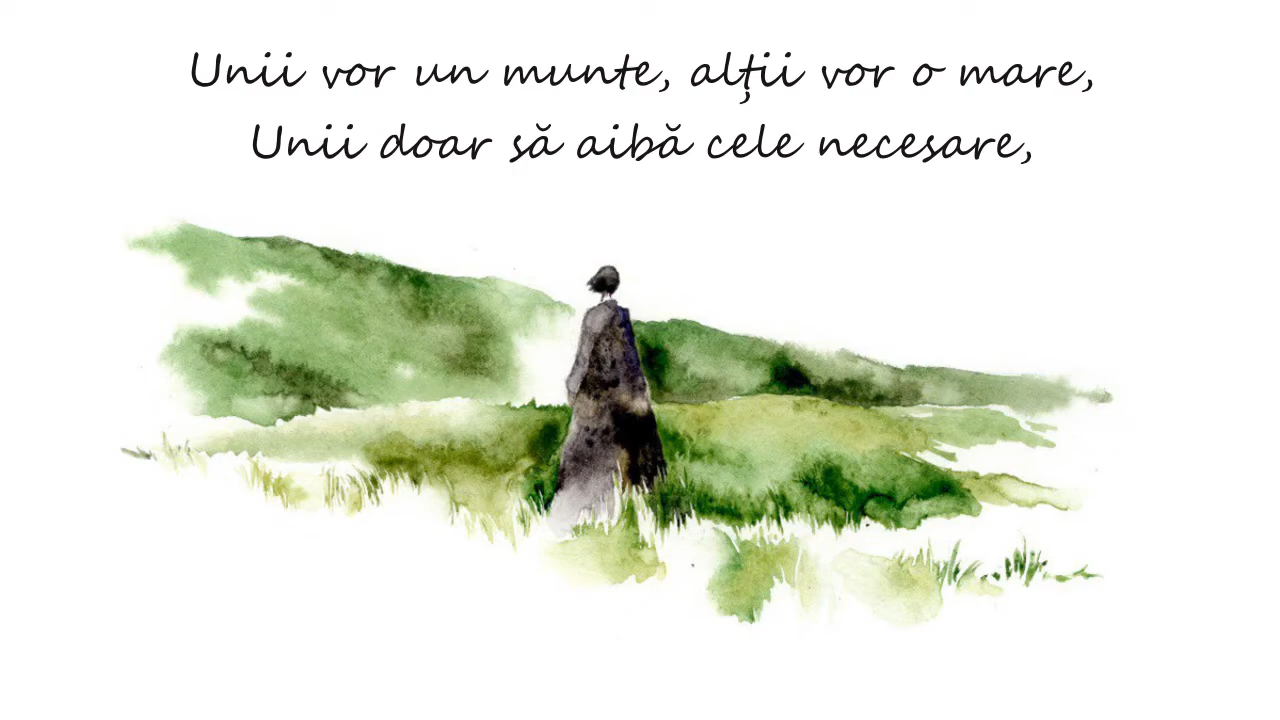 Unii vor un munte, alții vor o mare,
Unii doar să aibă cele necesare,